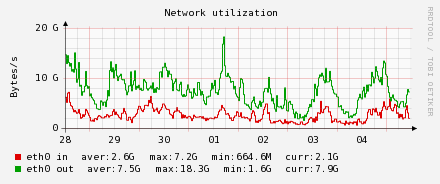 Network utilization
Bytes/s
20 G
10 G
0
28 29 30 31 01 02 03 04
eth0 in aver:2.6G max:7.2G min:664.6M curr:2.1G
eth0 out aver:7.5G max:18.3G min:1.6G curr:7.9G
RRDTOOL / TOBI OETIKER